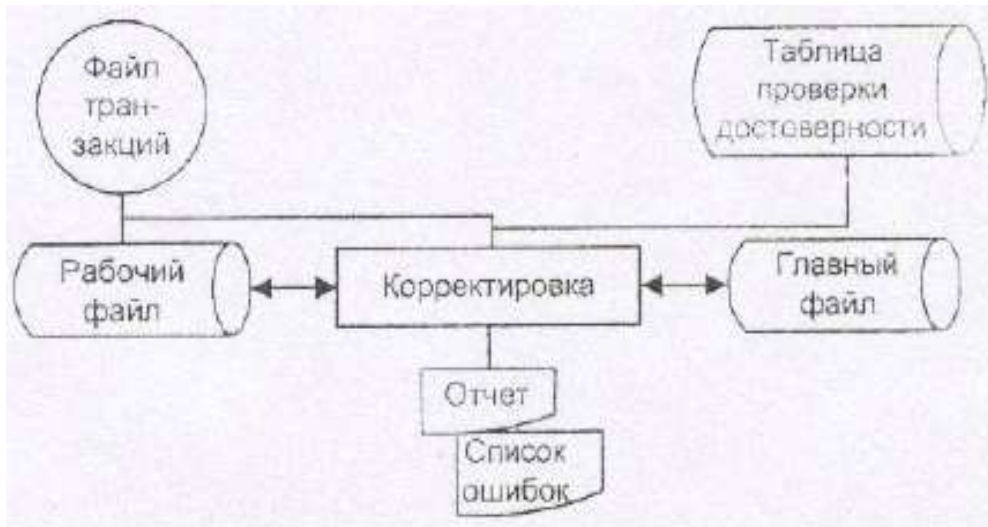 Файл
тран-
закций
Таблица
проверки
достоверности
Рабочий
файл
Корректировка
Главный
файл
Отчет
Список
ошибок